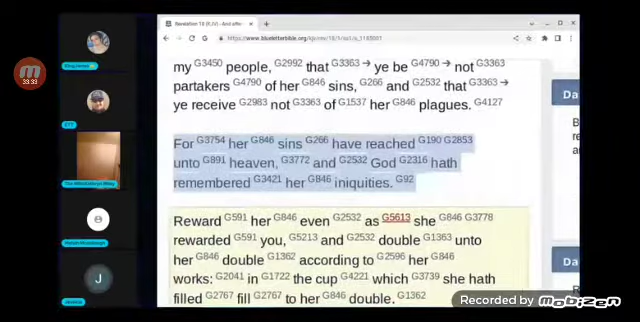 Revelation 18 (KJV) - And after
https://www.blueletterbible.org/kjv/rev/18/1/ss1/s_1185001
my G3450 people, G2992 that G3363 → ye be G4790 → not G3363
partakers G4790 of her G846 sins, G266 and G2532 that G3363 →
ye receive G2983 not G3363 of G1537 her G846 plagues. G4127
For G3754 her G846 sins G266 have reached G190 G2853
unto G891 heaven, G3772 and G2532 God G2316 hath
remembered G3421 her G846 iniquities. G92
Reward G591 her G846 even G2532 as G5613 she G846 G3778
rewarded G591 you, G5213 and G2532 double G1363 unto
her G846 double G1362 according to G2596 her G846
works: G2041 in G1722 the cup G4221 which G3739 she hath
filled G2767 fill G2767 to her G846 double. G1362
Da
B
Da
33:33
J
Recorded by mobizen